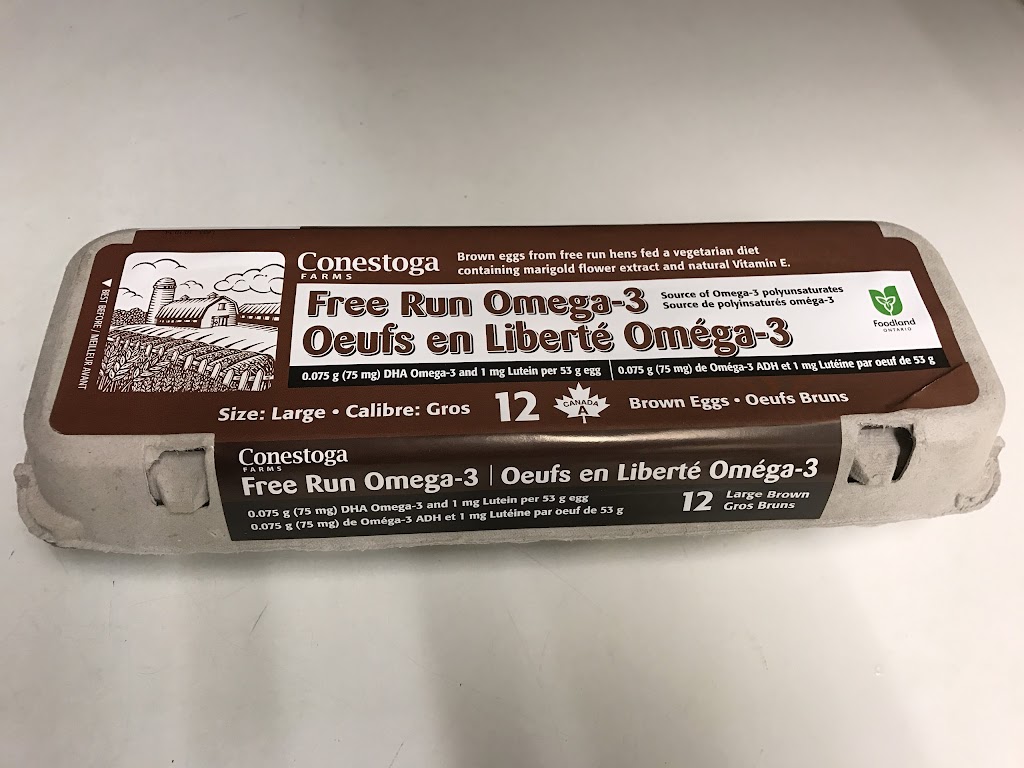 ▼ BEST BEFORE / MEILLEUR AVANT
Conestoga
FARMS
Brown eggs from free run hens fed a vegetarian diet
containing marigold flower extract and natural Vitamin E.
Free Run Omega-3
Source of Omega-3 polyunsaturates
Source de polyinsaturés oméga-3
Oeufs en Liberté Oméga-3
Foodland
ONTARIO
0.075 g (75 mg) DHA Omega-3 and 1 mg Lutein per 53 g egg | 0.075 g (75 mg) de Oméga-3 ADH et 1 mg Lutéine par oeuf de 53 g
Size: Large • Calibre: Gros 12 CANADA A Brown Eggs • Oeufs Bruns
Conestoga
FARMS
Free Run Omega-3 | Oeufs en Liberté Oméga-3
0.075 g (75 mg) DHA Omega-3 and 1 mg Lutein per 53 g egg
0.075 g (75 mg) de Oméga-3 ADH et 1 mg Lutéine par oeuf de 53 g
12 Large Brown
Gros Bruns